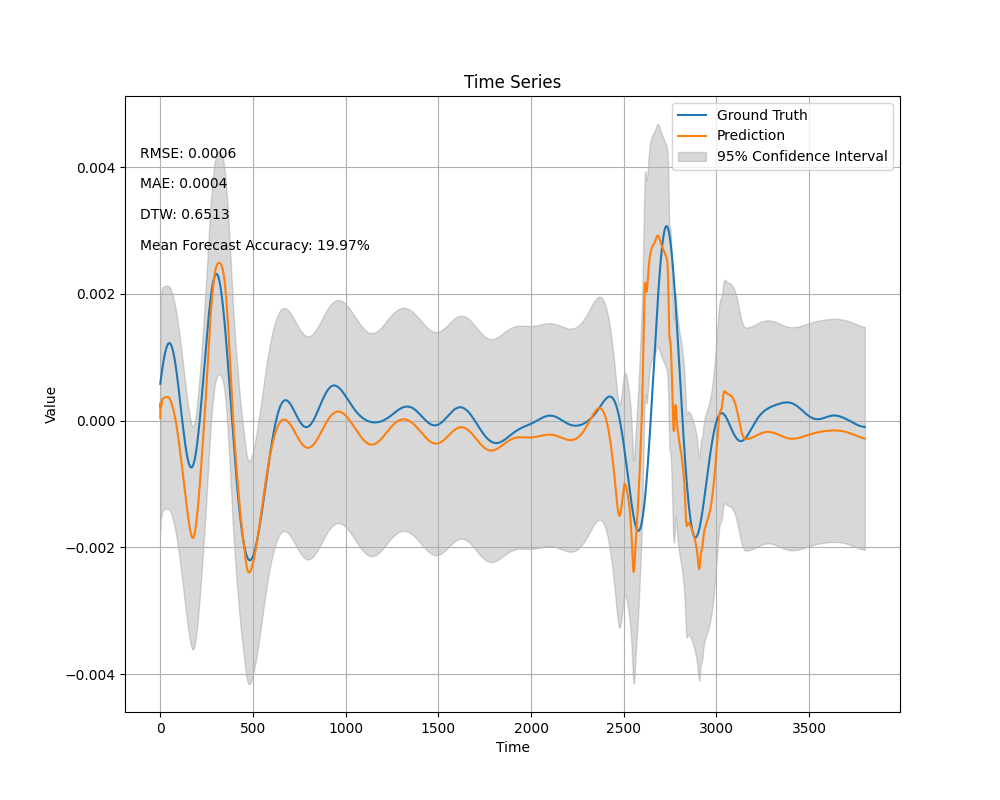 Time Series
Ground Truth
Prediction
95% Confidence Interval
RMSE: 0.0006
MAE: 0.0004
DTW: 0.6513
Mean Forecast Accuracy: 19.97%
Value
0.004
0.002
0.000
−0.002
−0.004
0 500 1000 1500 2000 2500 3000 3500
Time